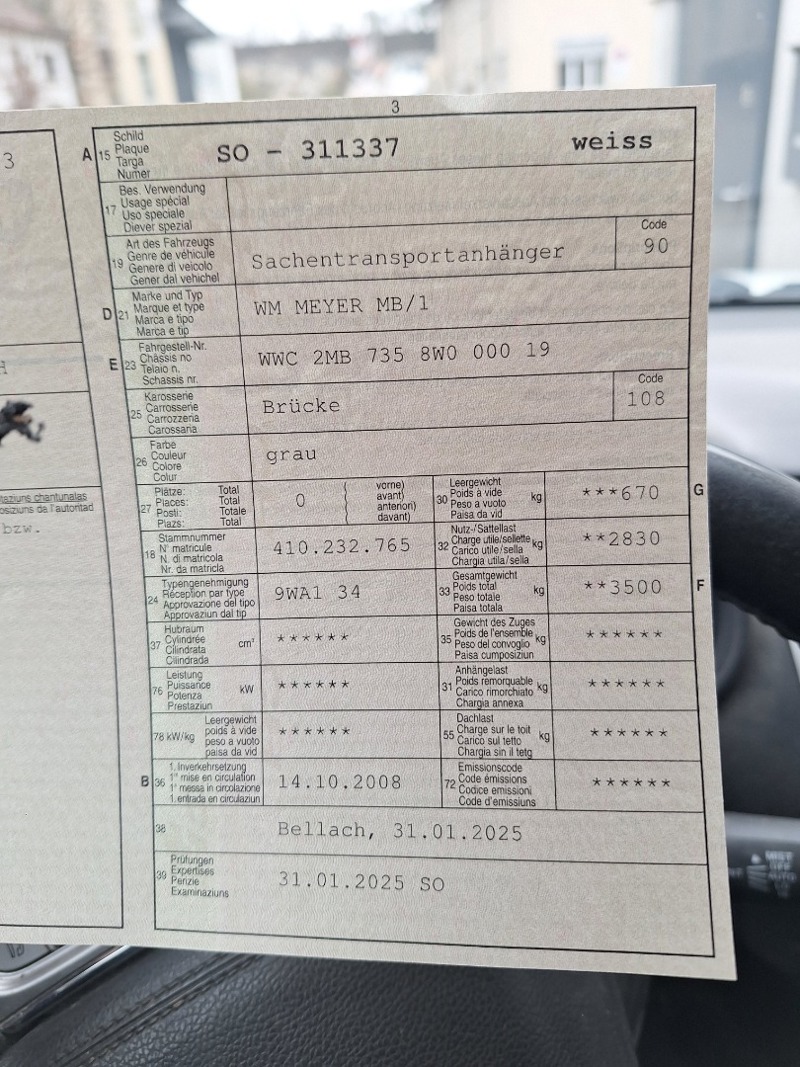 3
3
A 15 Schild
Plaque
Targa
Numer
SO - 311337 weiss
17 Bes. Verwendung
Usage spécial
Uso speciale
Diever spezial
19 Art des Fahrzeugs
Genre de véhicule
Genere di veicolo
Gener dal vehichel
Sachentransportanhänger
Code
90
D 21 Marke und Typ
Marque et type
Marca e tipo
Marca e tip
WM MEYER MB/1
E 23 Fahrgestell-Nr.
Châssis no
Telaio n.
Schassis nr.
WWC 2MB 735 8W0 000 19
25 Karosserie
Carrosserie
Carrozzeria
Carossaria
Brücke
Code
108
26 Farbe
Couleur
Colore
Colur
grau
27 Plätze: Total
Places: Total
Posti: Totale
Plazs: Totale
0
vorne)
avant)
anteriori)
davant)
30 Leergewicht
Poids à vide
Peso a vuoto
Paisa da vid
kg
***670
G
18 Stammnummer
N° matricule
N. di matricola
Nr. da matricla
410.232.765
32 Nutz-/Sattellast
Charge utile/sellette
Carico utile/sella
Chargia utila/sella
kg
**2830
24 Typengenehmigung
Réception par type
Approvazione del tipo
Approvaziun dal tip
9WA1 34
33 Gesamtgewicht
Poids total
Peso totale
Paisa totala
kg
**3500
F
37 Hubraum
Cylindrée
Cilindrata
Cilindrada
cm³
******
35 Gewicht des Zuges
Poids de l'ensemble
Peso del convoglio
Paisa cumposiziun
kg
******
76 Leistung
Puissance
Potenza
Prestaziun
kW
******
31 Anhängelast
Poids remorquable
Carico rimorchiato
Chargia annexa
kg
******
78 kW/kg
Leergewicht
poids à vide
peso a vuoto
paisa da vid
******
55 Dachlast
Charge sur le toit
Carico sul tetto
Chargia sin il tetg
kg
******
B 36 1. Inverkehrsetzung
1re mise en circulation
1a messa in circolazione
1. entrada en circulaziun
14.10.2008
72 Emissionscode
Code émissions
Codice emissioni
Code d'emissiuns
******
38
Bellach, 31.01.2025
39 Prüfungen
Expertises
Perizie
Examinaziuns
31.01.2025 SO
H
taziuns chantunalas
osiziuns da l'autoritad
bzw.